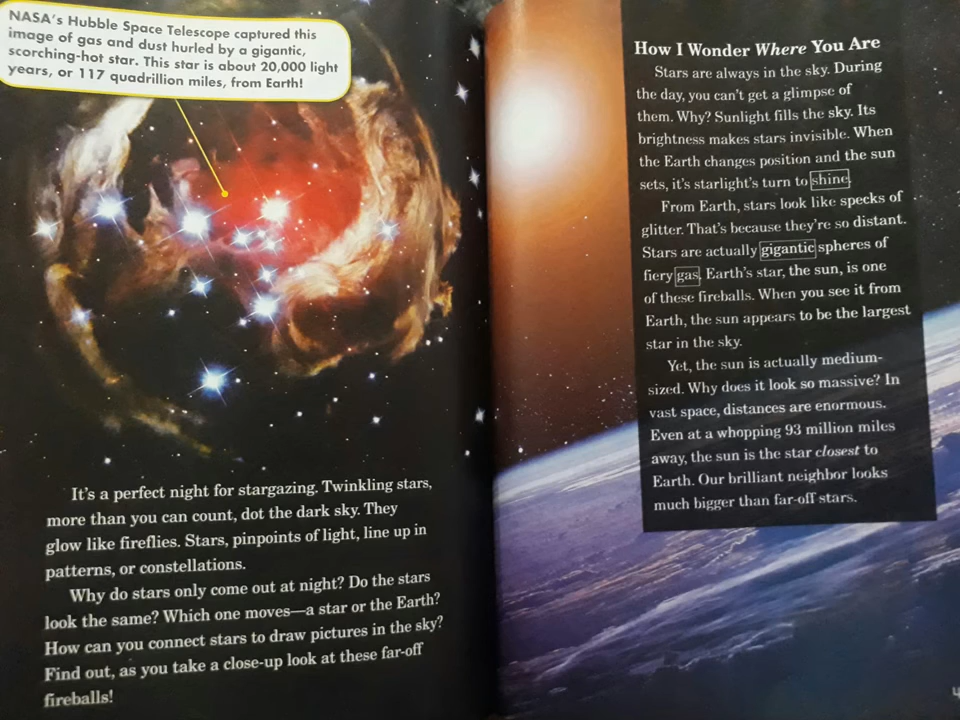 NASA's Hubble Space Telescope captured this
image of gas and dust hurled by a gigantic,
scorching-hot star. This star is about 20,000 light
years, or 117 quadrillion miles, from Earth!
It's a perfect night for stargazing. Twinkling stars,
more than you can count, dot the dark sky. They
glow like fireflies. Stars, pinpoints of light, line up in
patterns, or constellations.
Why do stars only come out at night? Do the stars
look the same? Which one moves—a star or the Earth?
How can you connect stars to draw pictures in the sky?
Find out, as you take a close-up look at these far-off
fireballs!
How I Wonder Where You Are
Stars are always in the sky. During
the day, you can't get a glimpse of
them. Why? Sunlight fills the sky. Its
brightness makes stars invisible. When
the Earth changes position and the sun
sets, it's starlight's turn to shine.
From Earth, stars look like specks of
glitter. That's because they're so distant.
Stars are actually gigantic spheres of
fiery gas. Earth's star, the sun, is one
of these fireballs. When you see it from
Earth, the sun appears to be the largest
star in the sky.
Yet, the sun is actually medium-
sized. Why does it look so massive? In
vast space, distances are enormous.
Even at a whopping 93 million miles
away, the sun is the star closest to
Earth. Our brilliant neighbor looks
much bigger than far-off stars.